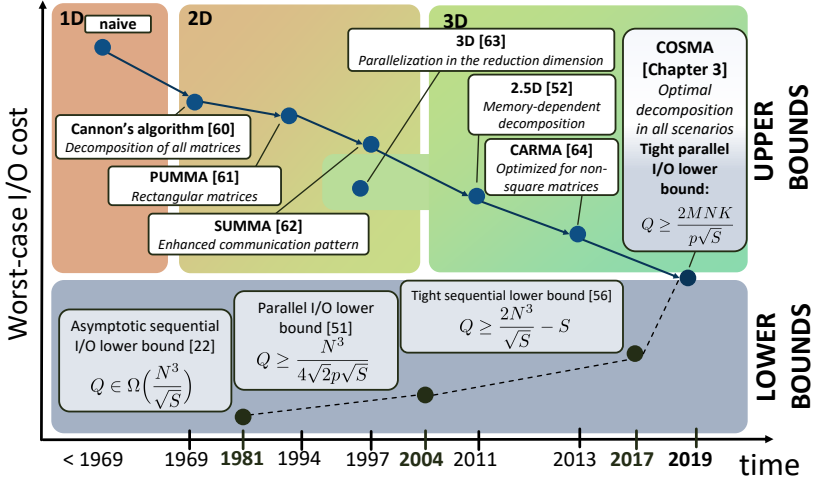 1D
naive
2D
3D
3D [63]
Parallelization in the reduction dimension
COSMA
[Chapter 3]
Optimal
decomposition
in all scenarios
Tight parallel
I/O lower
bound:
Q ≥ 2MNK / p√S
2.5D [52]
Memory-dependent
decomposition
Cannon's algorithm [60]
Decomposition of all matrices
CARMA [64]
Optimized for non-
square matrices
PUMMA [61]
Rectangular matrices
SUMMA [62]
Enhanced communication pattern
UPPER
BOUNDS
Worst-case I/O cost
Asymptotic sequential
I/O lower bound [22]
Q ∈ Ω(N³ / √S)
Parallel I/O lower
bound [51]
Q ≥ N³ / 4√2p√S
Tight sequential lower bound [56]
Q ≥ 2N³ / √S − S
LOWER
BOUNDS
< 1969 1969 1981 1994 1997 2004 2011 2013 2017 2019 time